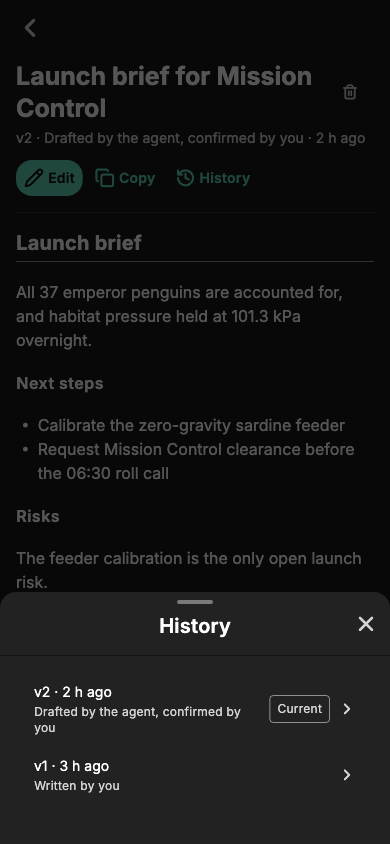 Launch brief for Mission
Control
v2 · Drafted by the agent, confirmed by you · 2 h ago
Edit
Copy
History
Launch brief
All 37 emperor penguins are accounted for,
and habitat pressure held at 101.3 kPa
overnight.
Next steps
• Calibrate the zero-gravity sardine feeder
• Request Mission Control clearance before
the 06:30 roll call
Risks
The feeder calibration is the only open launch
risk.
History
v2 · 2 h ago
Drafted by the agent, confirmed by
you
Current
v1 · 3 h ago
Written by you